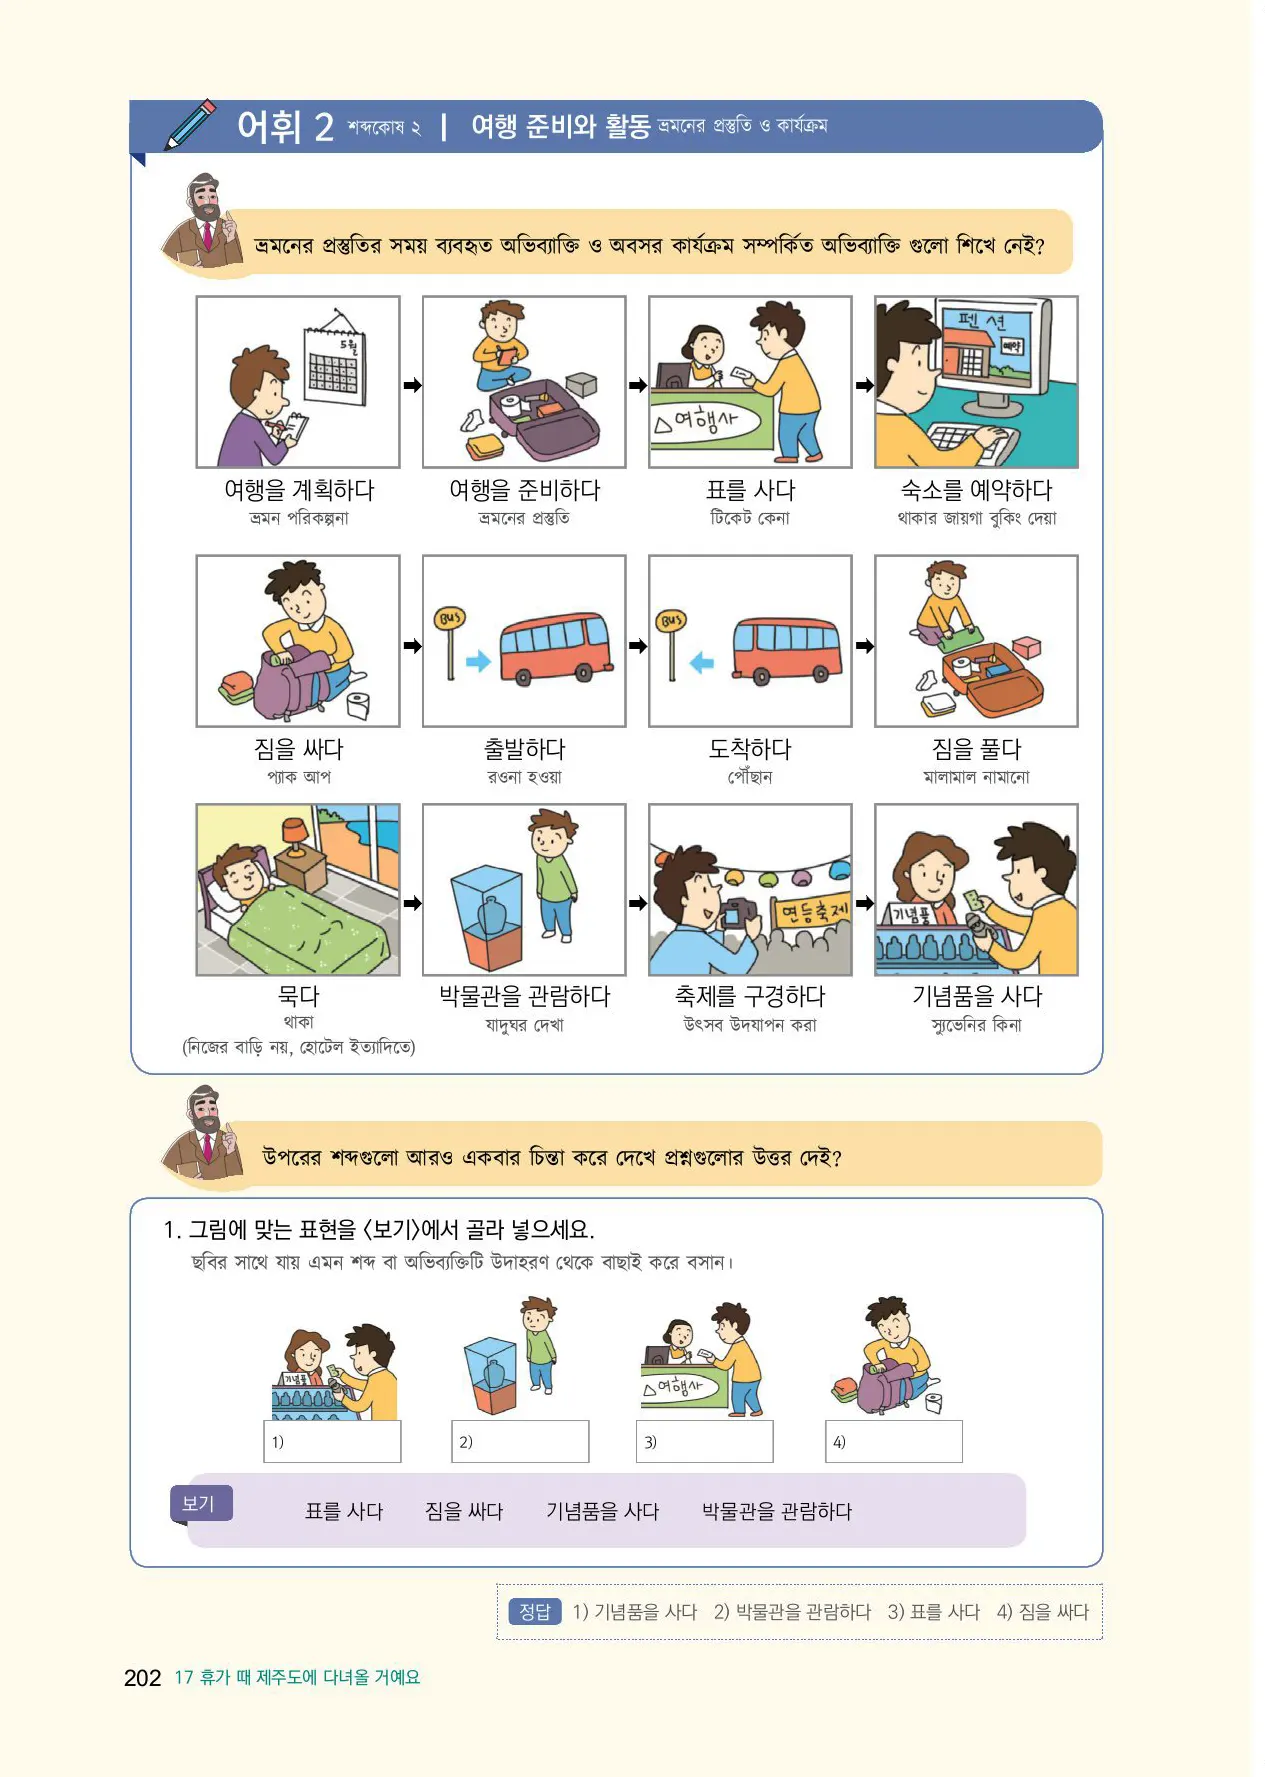 어휘 2 শব্দকোষ ২ | 여행 준비와 활동 ভ্রমনের প্রস্তুতি ও কার্যক্রম
ভ্রমনের প্রস্তুতির সময় ব্যবহৃত অভিব্যাক্তি ও অবসর কার্যক্রম সম্পর্কিত অভিব্যাক্তি গুলো শিখে নেই?
5월
여행사
펜션
예약
여행을 계획하다 여행을 준비하다 표를 사다 숙소를 예약하다
ভ্রমন পরিকল্পনা ভ্রমনের প্রস্তুতি টিকেট কেনা থাকার জায়গা বুকিং দেয়া
BUS BUS
짐을 싸다 출발하다 도착하다 짐을 풀다
প্যাক আপ রওনা হওয়া পৌঁছান মালামাল নামানো
연등축제 기념품
묵다 박물관을 관람하다 축제를 구경하다 기념품을 사다
থাকা যাদুঘর দেখা উৎসব উদযাপন করা স্যুভেনির কিনা
(নিজের বাড়ি নয়, হোটেল ইত্যাদিতে)
উপরের শব্দগুলো আরও একবার চিন্তা করে দেখে প্রশ্নগুলোর উত্তর দেই?
1. 그림에 맞는 표현을 〈보기〉에서 골라 넣으세요.
ছবির সাথে যায় এমন শব্দ বা অভিব্যক্তিটি উদাহরণ থেকে বাছাই করে বসান।
기념품 여행사
1) 2) 3) 4)
보기 표를 사다 짐을 싸다 기념품을 사다 박물관을 관람하다
정답 1) 기념품을 사다 2) 박물관을 관람하다 3) 표를 사다 4) 짐을 싸다
202 17 휴가 때 제주도에 다녀올 거예요